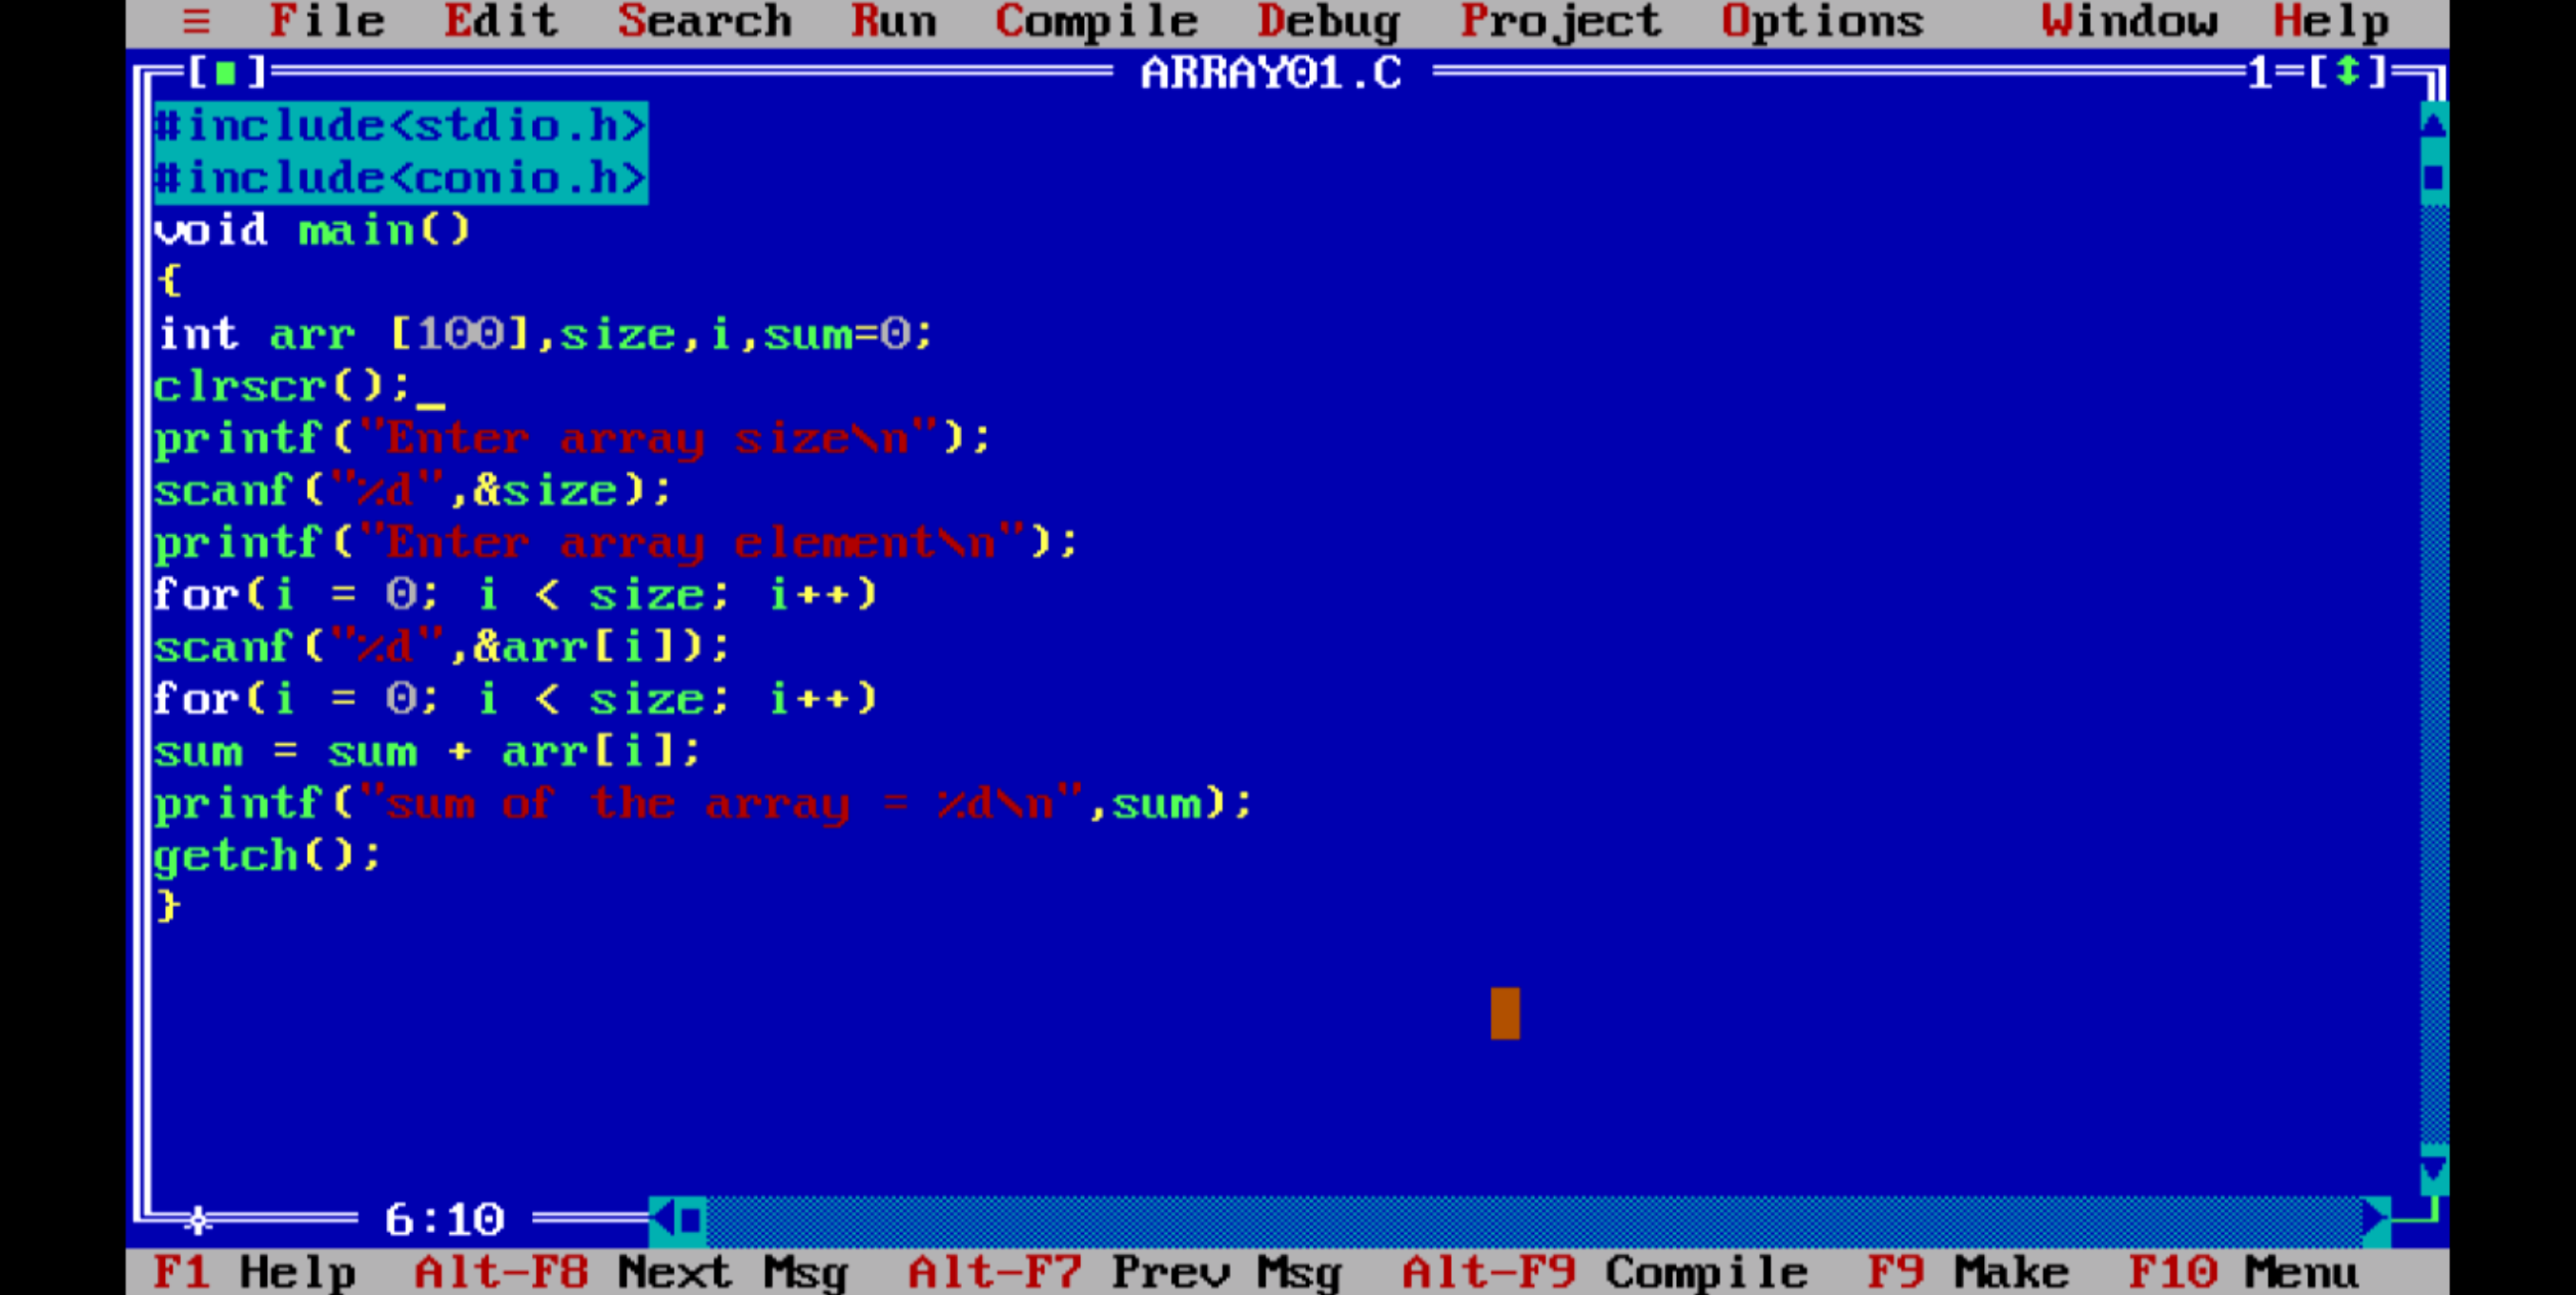 ≡ File Edit Search Run Compile Debug Project Options Window Help
[■] ARRAY01.C 1=[↕]
#include<stdio.h>
#include<conio.h>
void main()
{
int arr [100],size,i,sum=0;
clrscr();
printf("Enter array size\n");
scanf("%d",&size);
printf("Enter array element\n");
for(i = 0; i < size; i++)
scanf("%d",&arr[i]);
for(i = 0; i < size; i++)
sum = sum + arr[i];
printf("sum of the array = %d\n",sum);
getch();
}
6:10
F1 Help Alt-F8 Next Msg Alt-F7 Prev Msg Alt-F9 Compile F9 Make F10 Menu